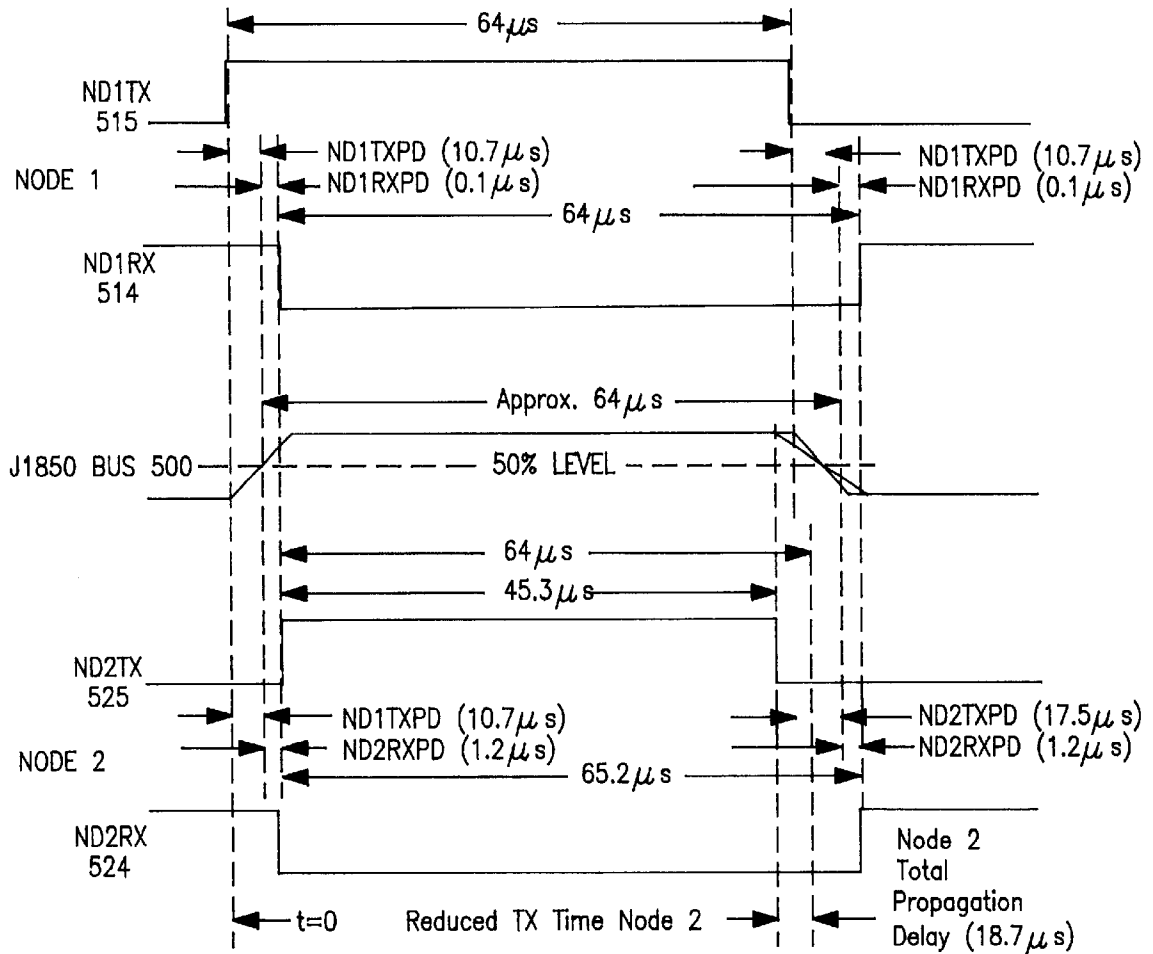 64μs
ND1TX
515
ND1TXPD (10.7μs)
ND1TXPD (10.7μs)
NODE 1
ND1RXPD (0.1μs)
ND1RXPD (0.1μs)
64μs
ND1RX
514
Approx. 64μs
J1850 BUS 500
50% LEVEL
64μs
45.3μs
ND2TX
525
ND1TXPD (10.7μs)
ND2TXPD (17.5μs)
NODE 2
ND2RXPD (1.2μs)
ND2RXPD (1.2μs)
65.2μs
ND2RX
524
Node 2
Total
Propagation
Delay (18.7μs)
t=0
Reduced TX Time Node 2